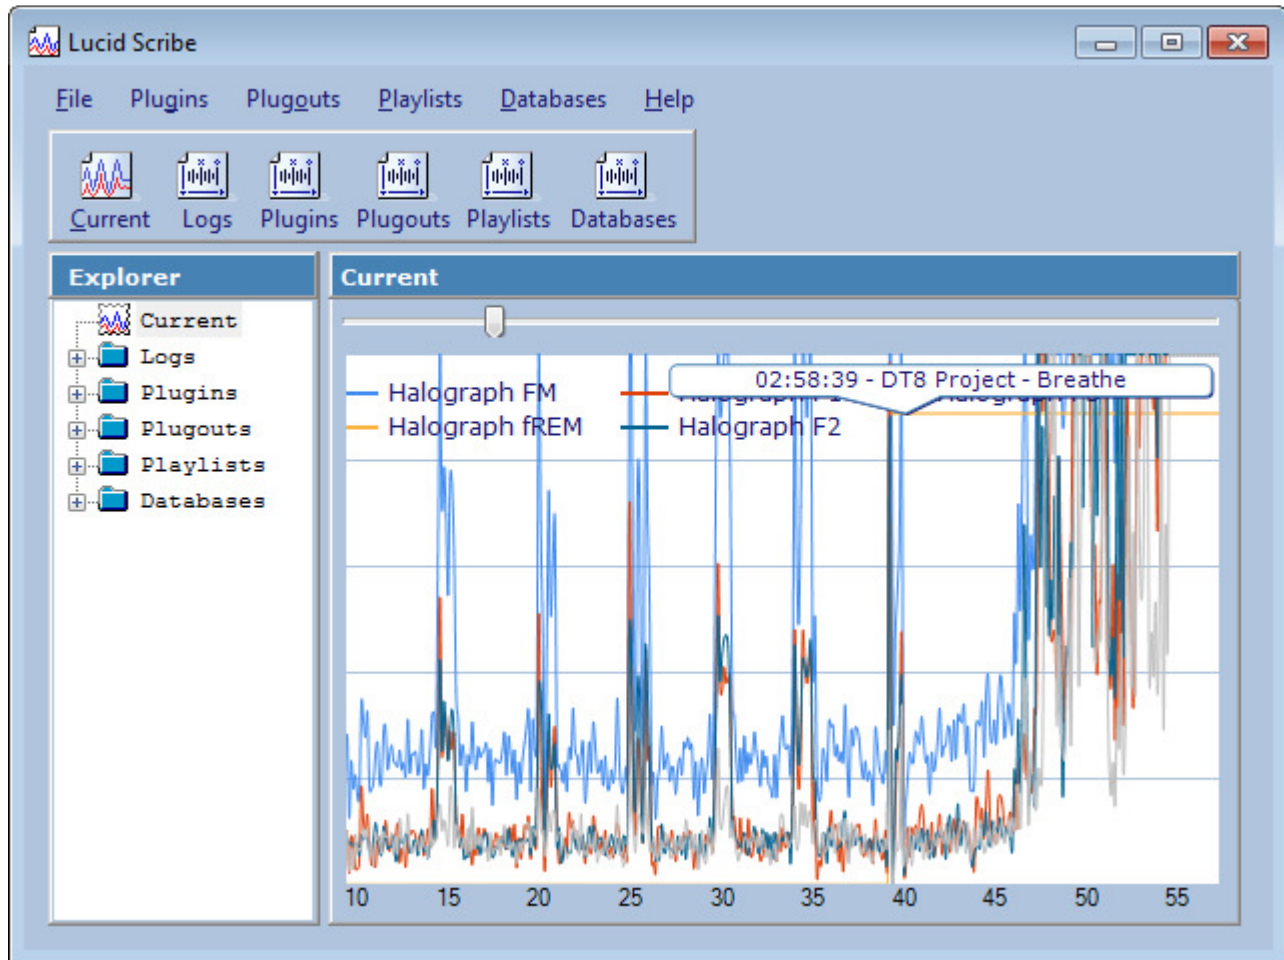 Lucid Scribe
File Plugins Plugouts Playlists Databases Help
Current Logs Plugins Plugouts Playlists Databases
Explorer
Current
Logs
Plugins
Plugouts
Playlists
Databases
Current
02:58:39 - DT8 Project - Breathe
Halograph FM
Halograph fREM Halograph F2
10 15 20 25 30 35 40 45 50 55